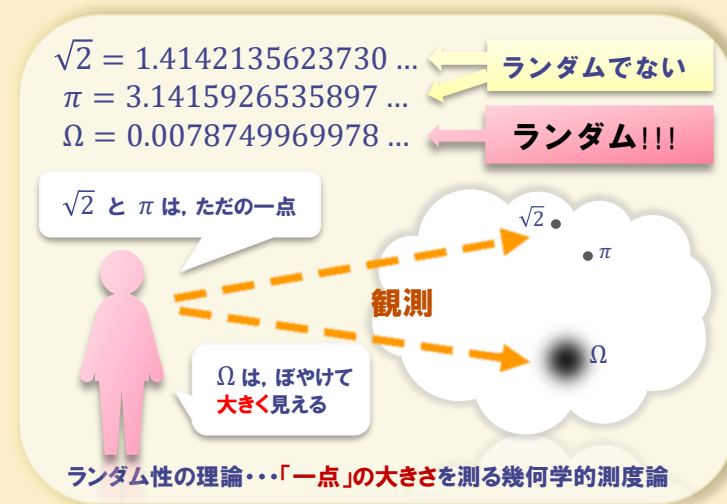 √2 = 1.4142135623730 ...
π = 3.1415926535897 ...
Ω = 0.0078749969978 ...
ランダムでない
ランダム!!!
√2 と π は, ただの一点
√2
π
観測
Ω
Ω は, ぼやけて
大きく見える
ランダム性の理論・・・「一点」の大きさを測る幾何学的測度論